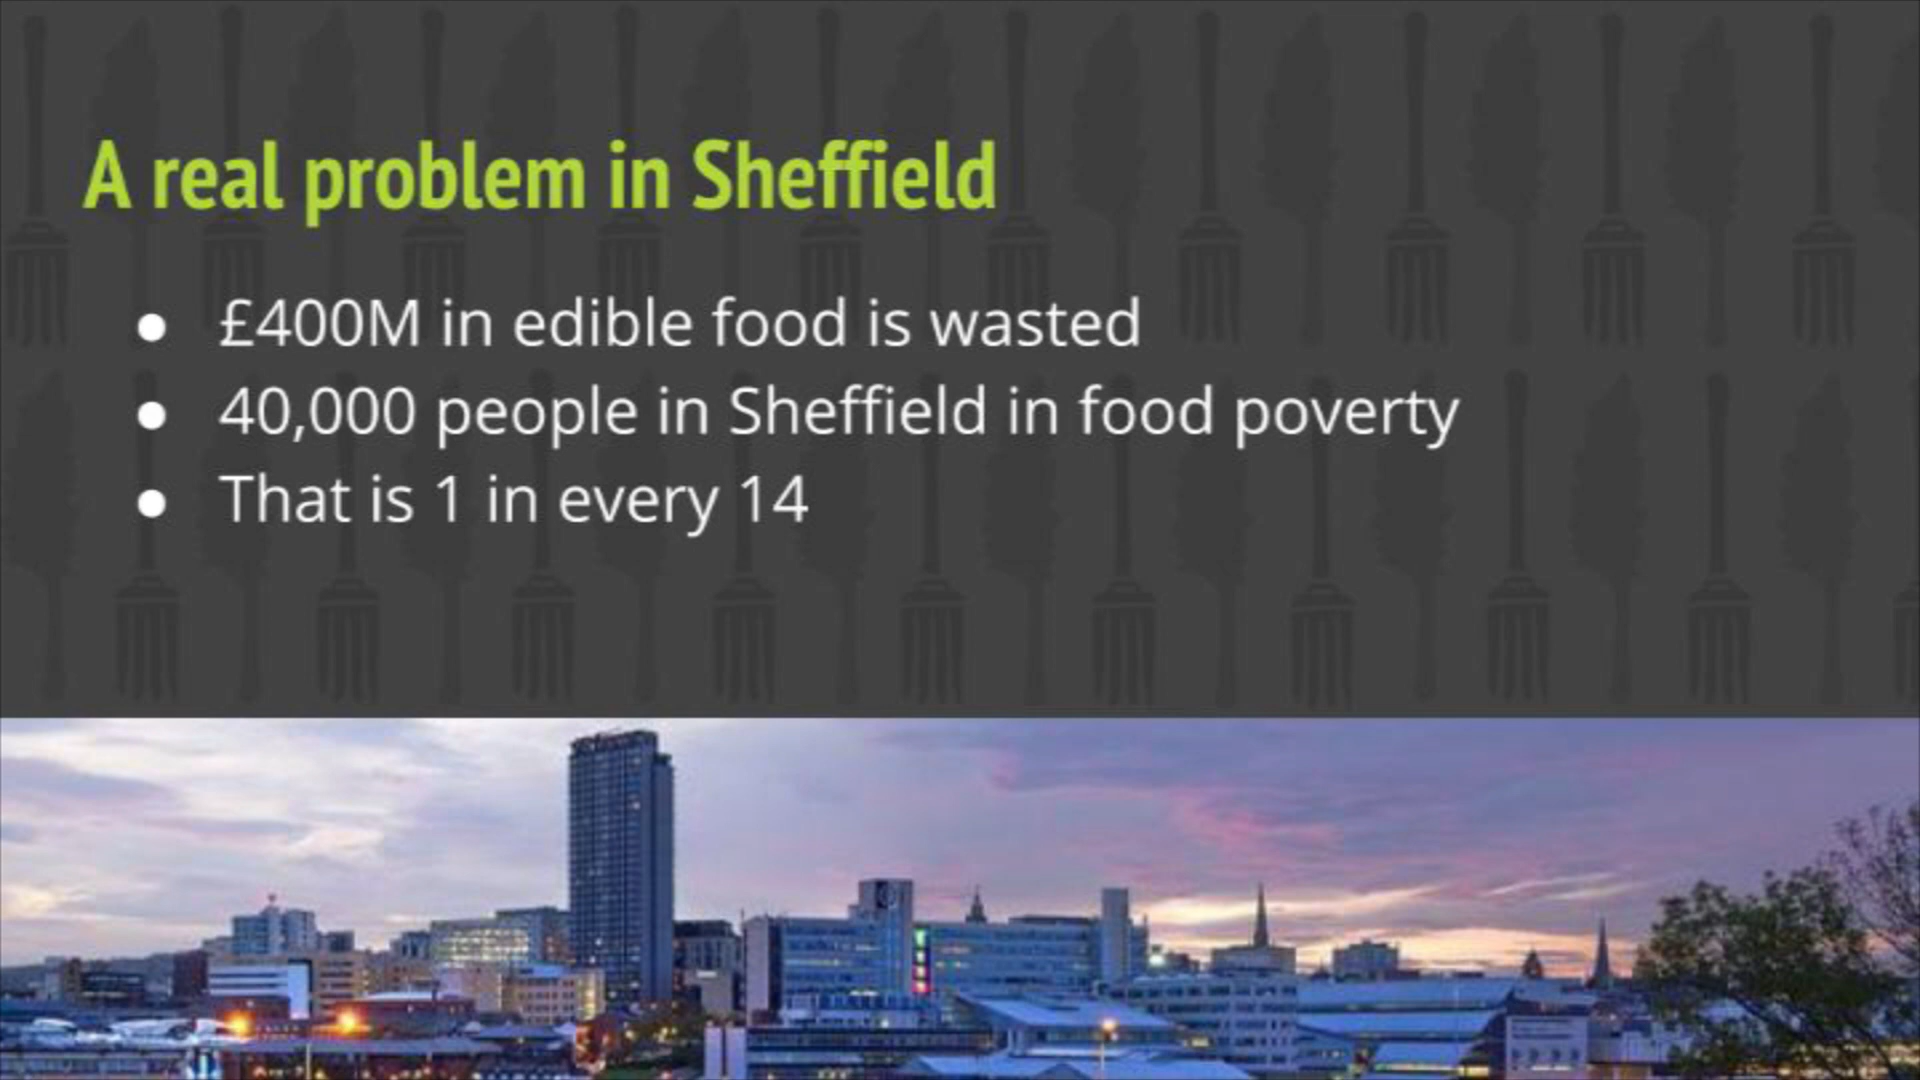 A real problem in Sheffield
● £400M in edible food is wasted
● 40,000 people in Sheffield in food poverty
● That is 1 in every 14